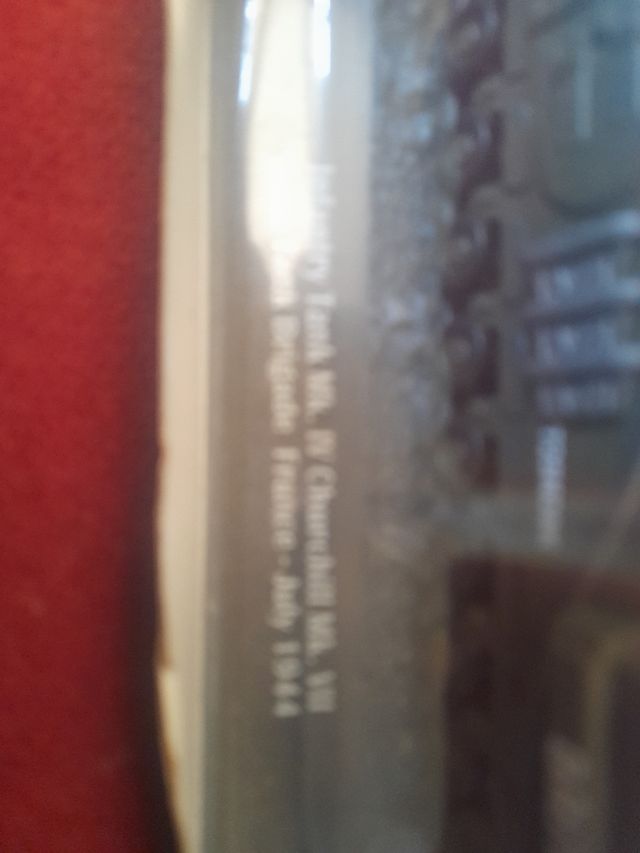 Infantry Tank Mk. IV Churchill Mk. VII
Brigade France - July 1944